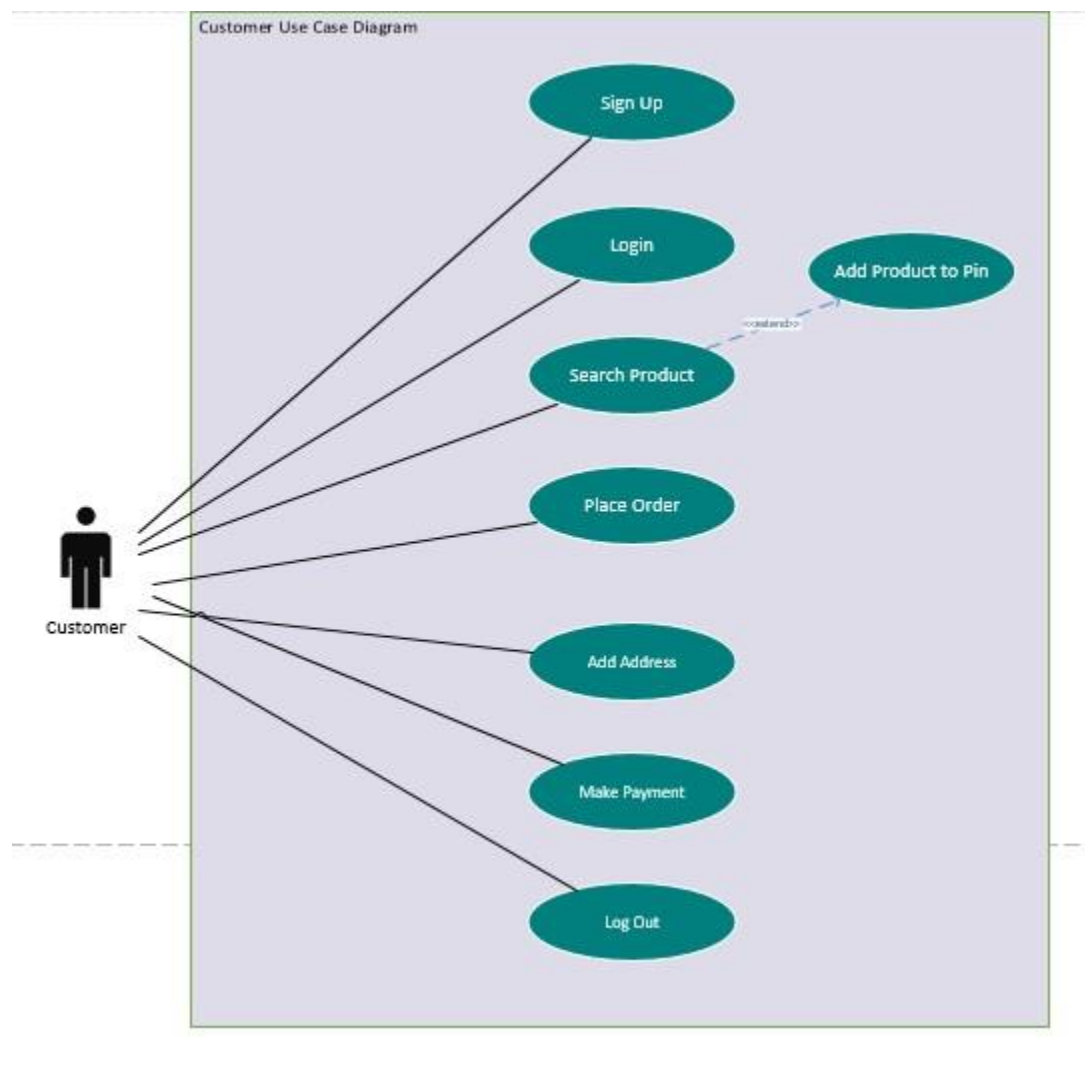 Customer Use Case Diagram
Sign Up
Login
Add Product to Pin
<<extend>>
Search Product
Place Order
Customer
Add Address
Make Payment
Log Out